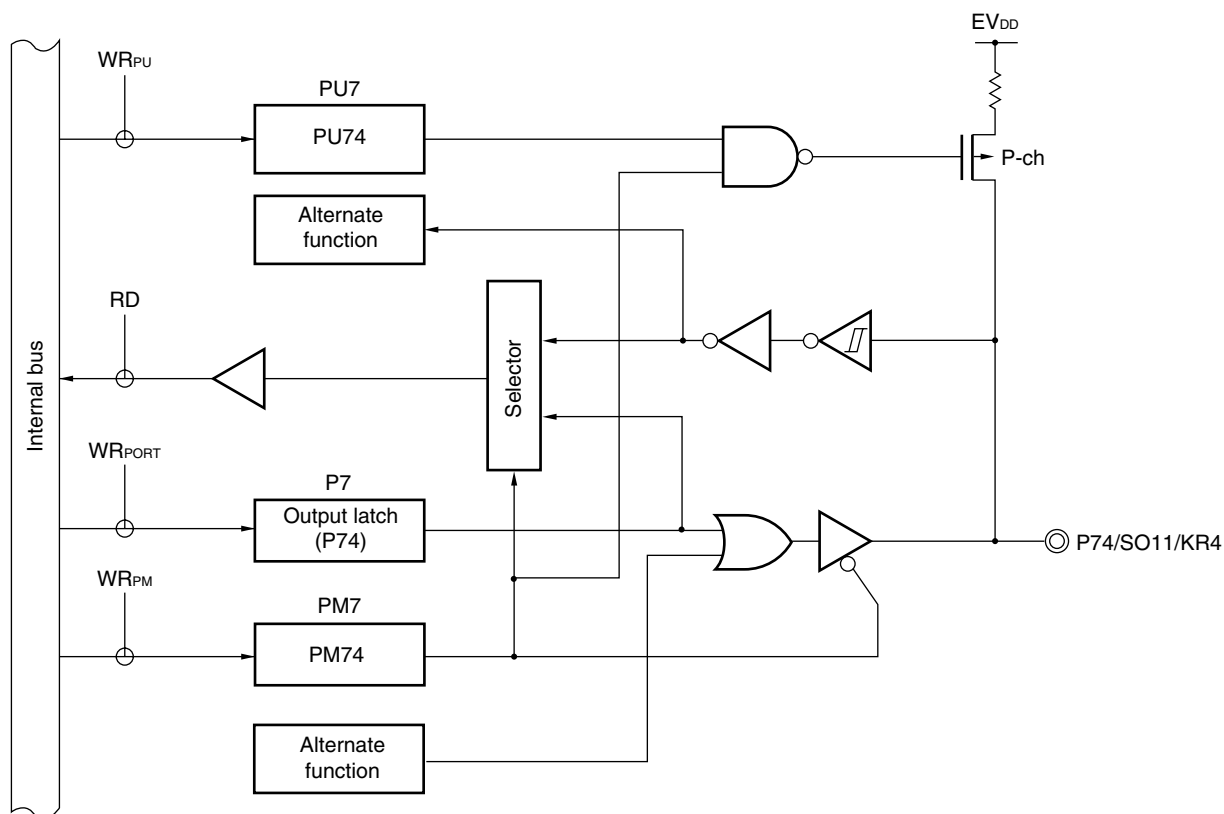 EVDD
WRPU
PU7
PU74
P-ch
Alternate
function
RD
Selector
Internal bus
WRPORT
P7
Output latch
(P74)
P74/SO11/KR4
WRPM
PM7
PM74
Alternate
function